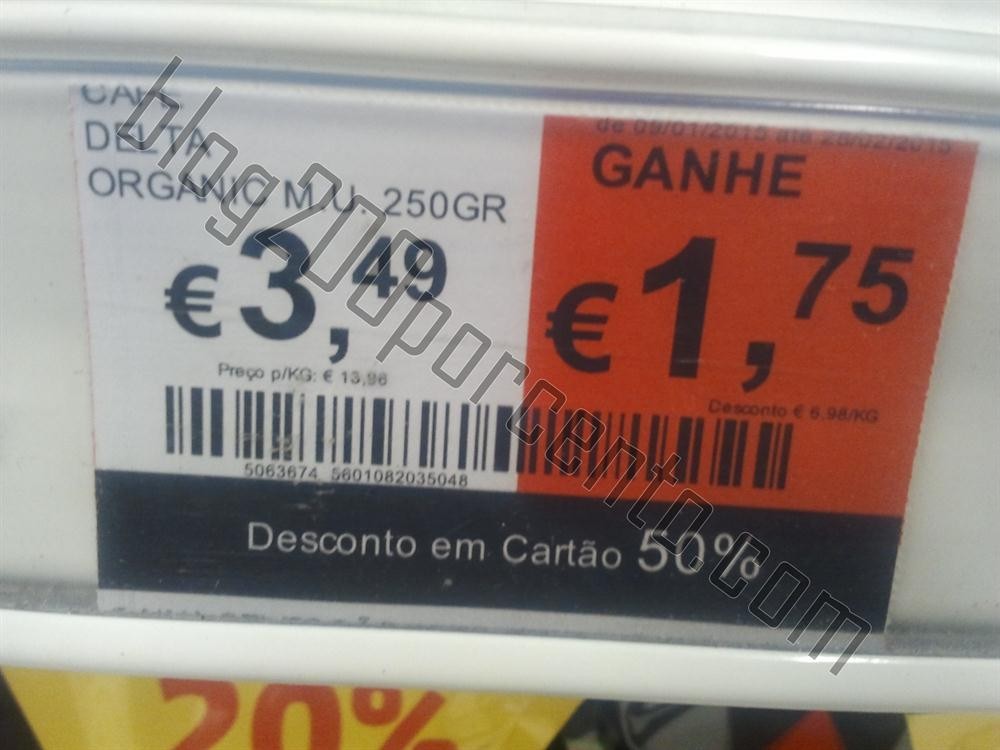 CAFE
DELTA
ORGANIC M.U. 250GR
€ 3,49
Preço p/KG: € 13,96
de 09/01/2015 até 28/02/2015
GANHE
€ 1,75
Desconto € 6,98/KG
5063674 5601082035048
Desconto em Cartão 50%
20%
blog200porcento.com